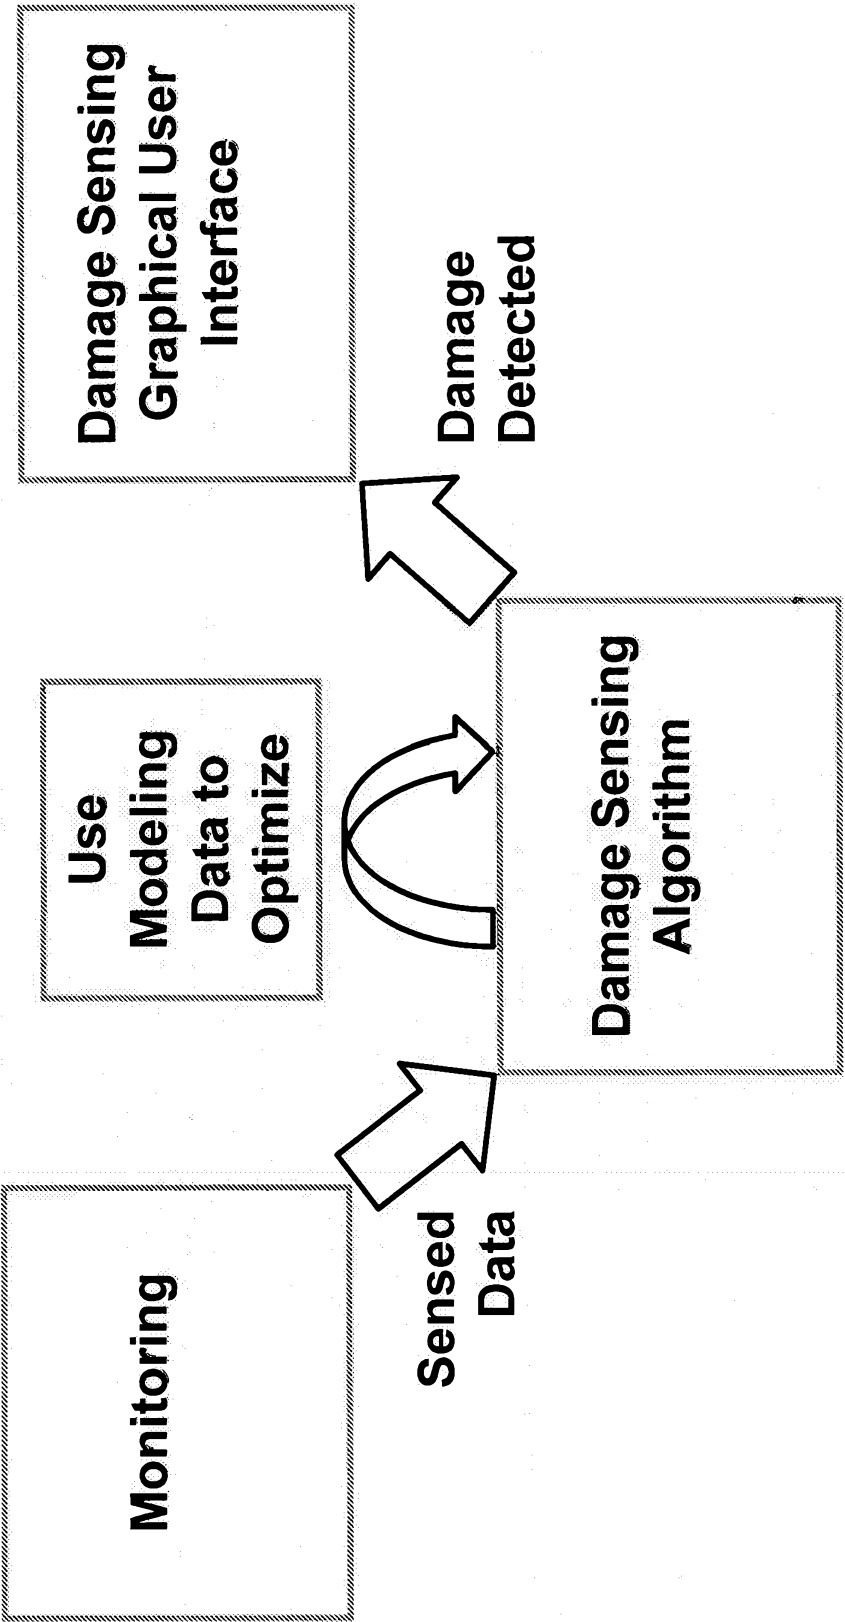 Monitoring
Sensed
Data
Use
Modeling
Data to
Optimize
Damage Sensing
Algorithm
Damage
Detected
Damage Sensing
Graphical User
Interface